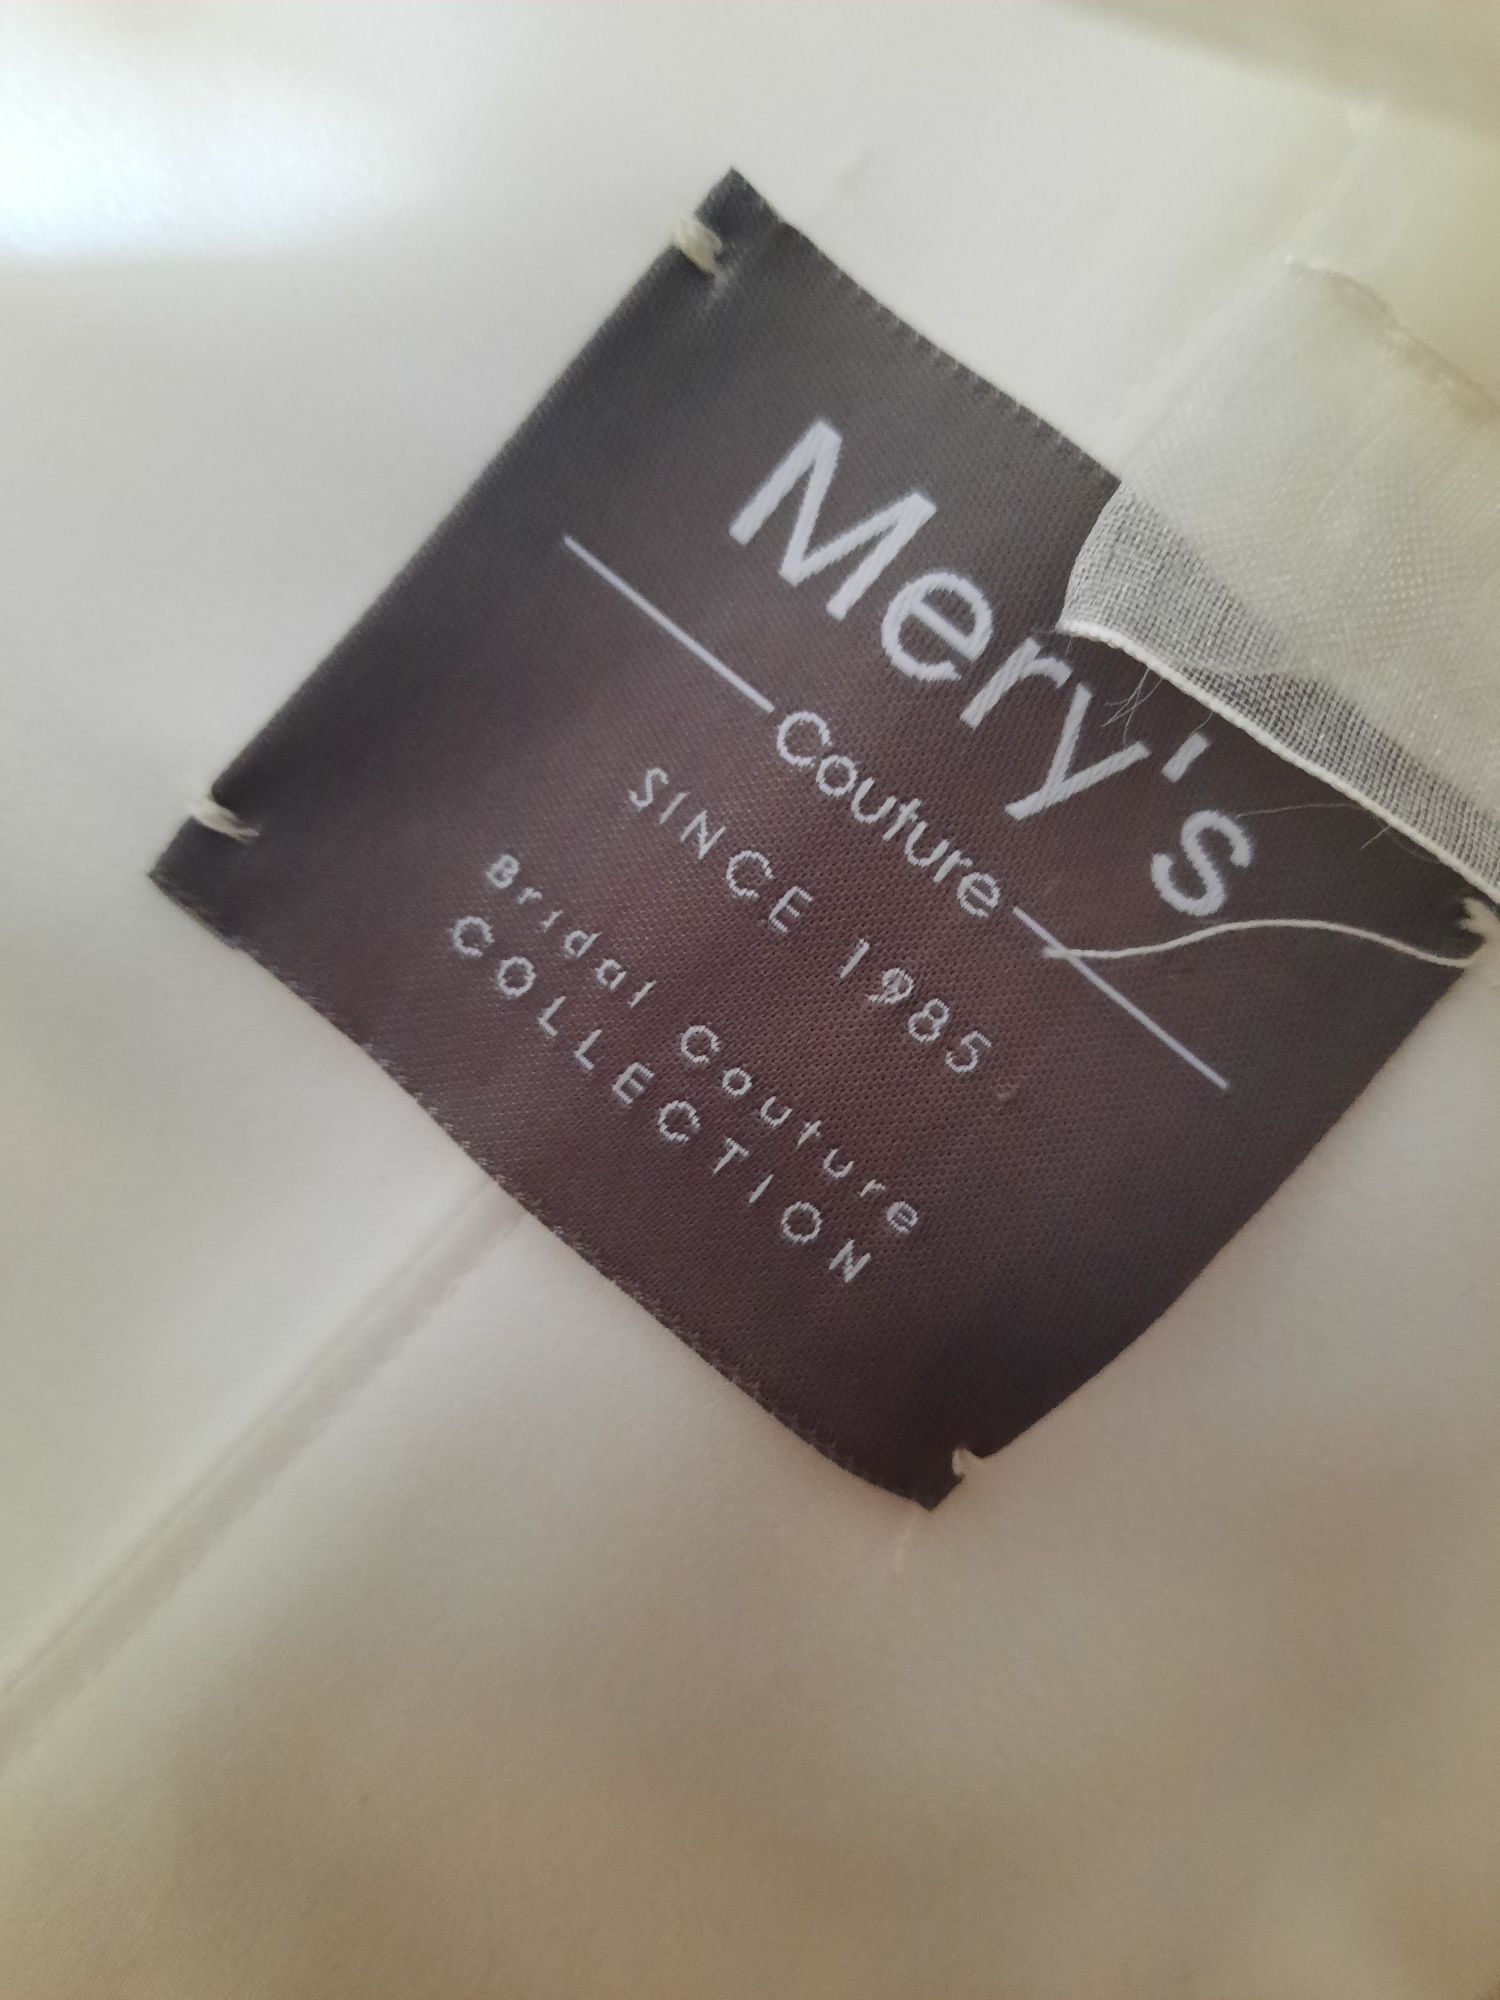 Mery's
Couture
SINCE 1985
Bridal Couture
COLLECTION